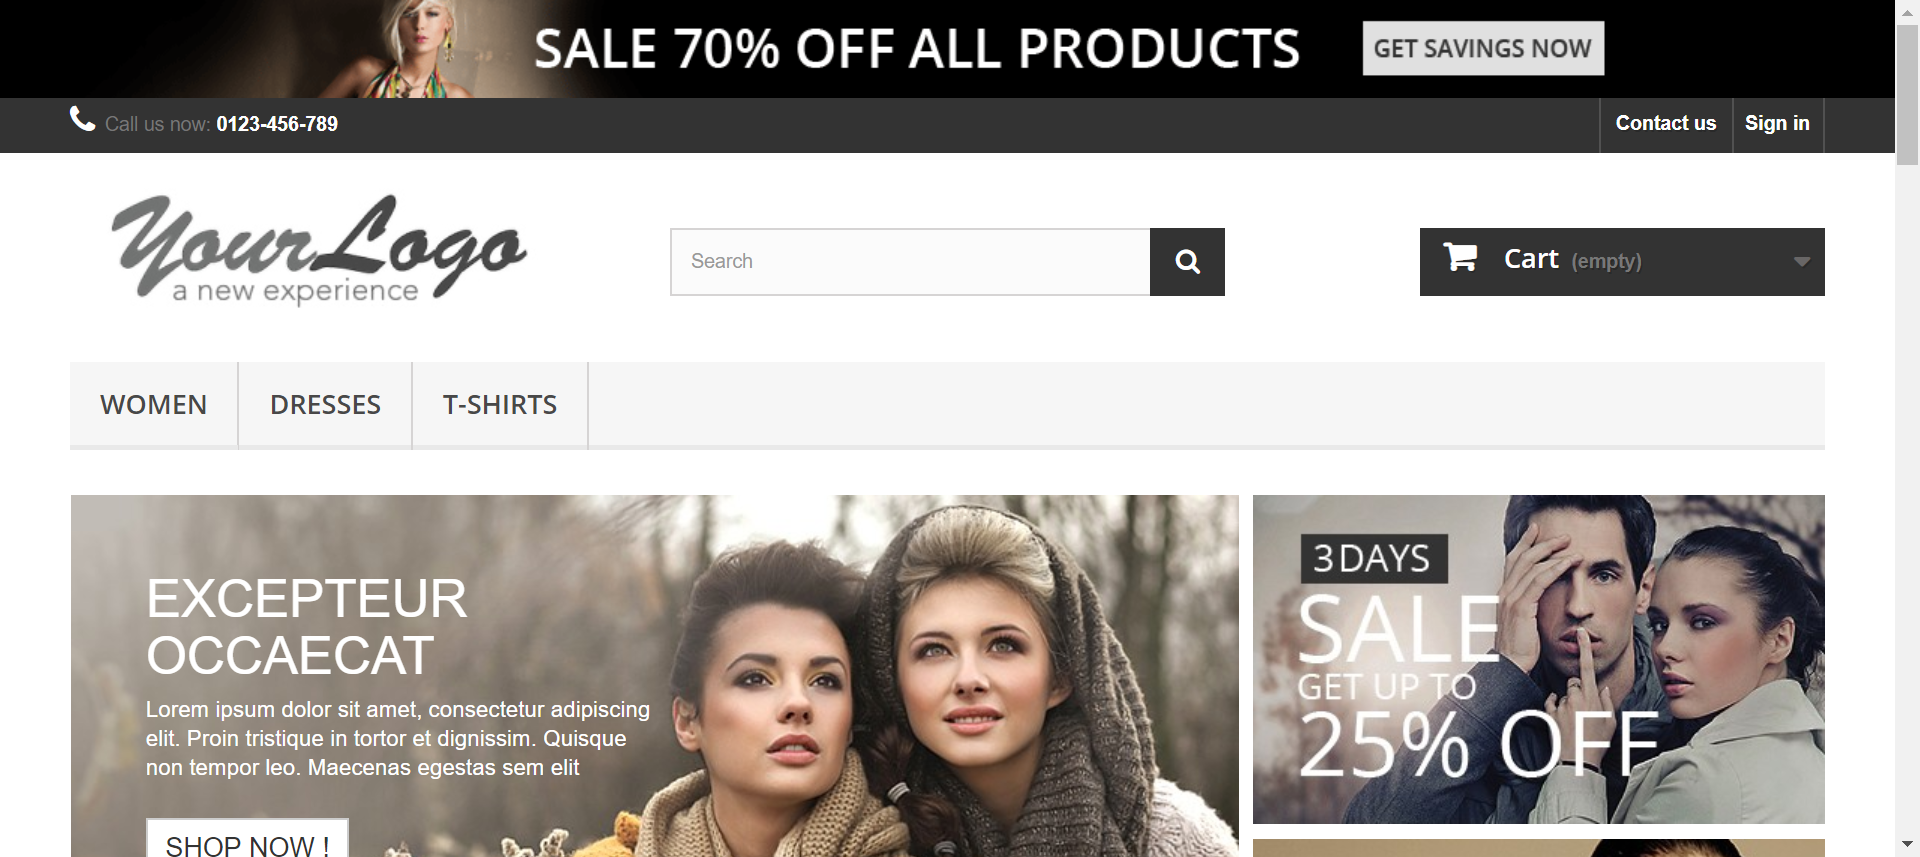 SALE 70% OFF ALL PRODUCTS GET SAVINGS NOW
Call us now: 0123-456-789 Contact us Sign in
Your Logo
a new experience
Search
Cart (empty)
WOMEN DRESSES T-SHIRTS
EXCEPTEUR
OCCAECAT
Lorem ipsum dolor sit amet, consectetur adipiscing
elit. Proin tristique in tortor et dignissim. Quisque
non tempor leo. Maecenas egestas sem elit
SHOP NOW !
3 DAYS
SALE
GET UP TO
25% OFF